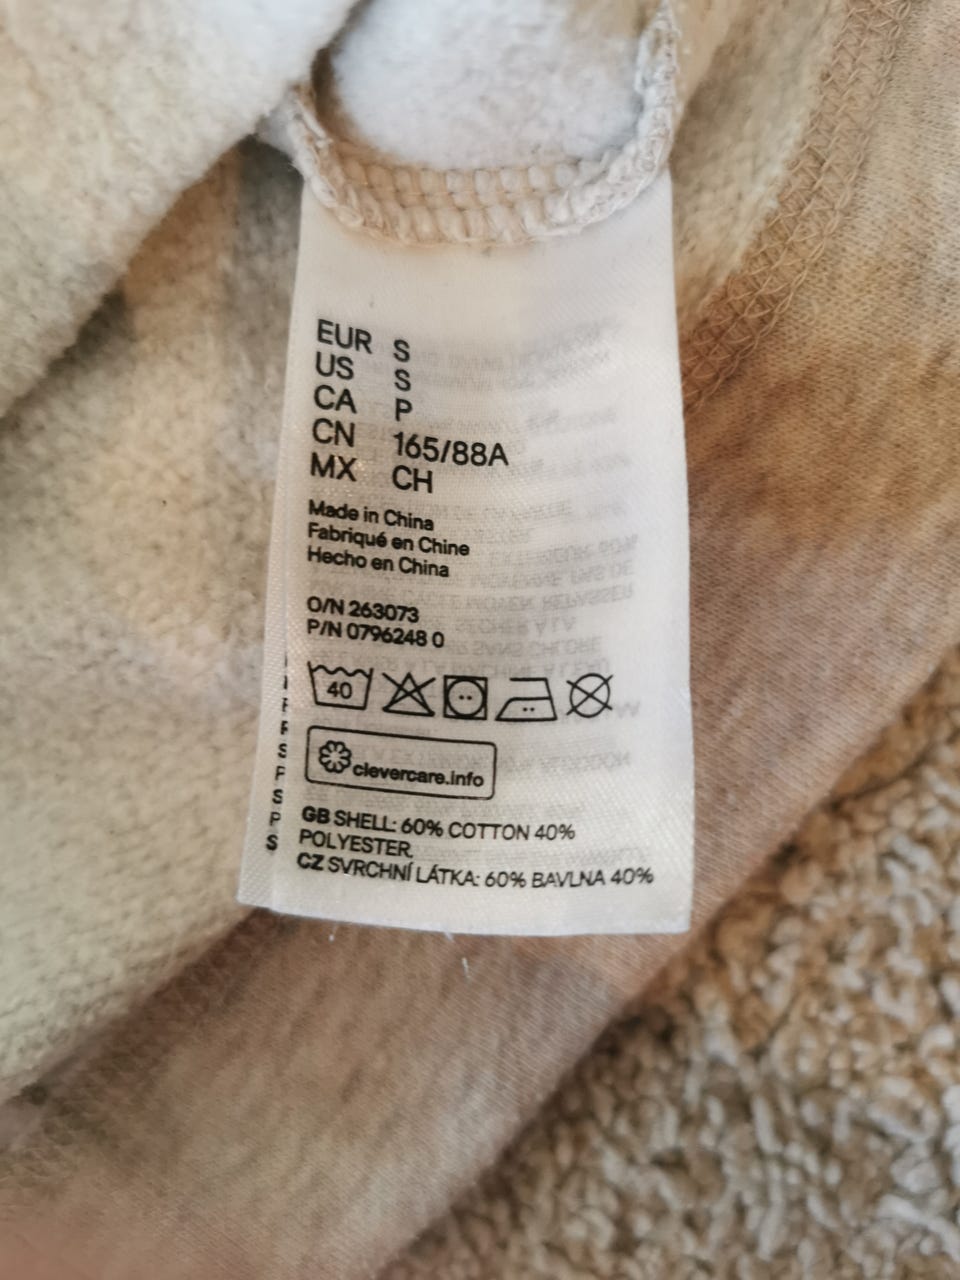 EUR S
US S
CA P
CN 165/88A
MX CH
Made in China
Fabriqué en Chine
Hecho en China
O/N 263073
P/N 0796248 0
40
clevercare.info
GB SHELL: 60% COTTON 40%
POLYESTER.
CZ SVRCHNÍ LÁTKA: 60% BAVLNA 40%